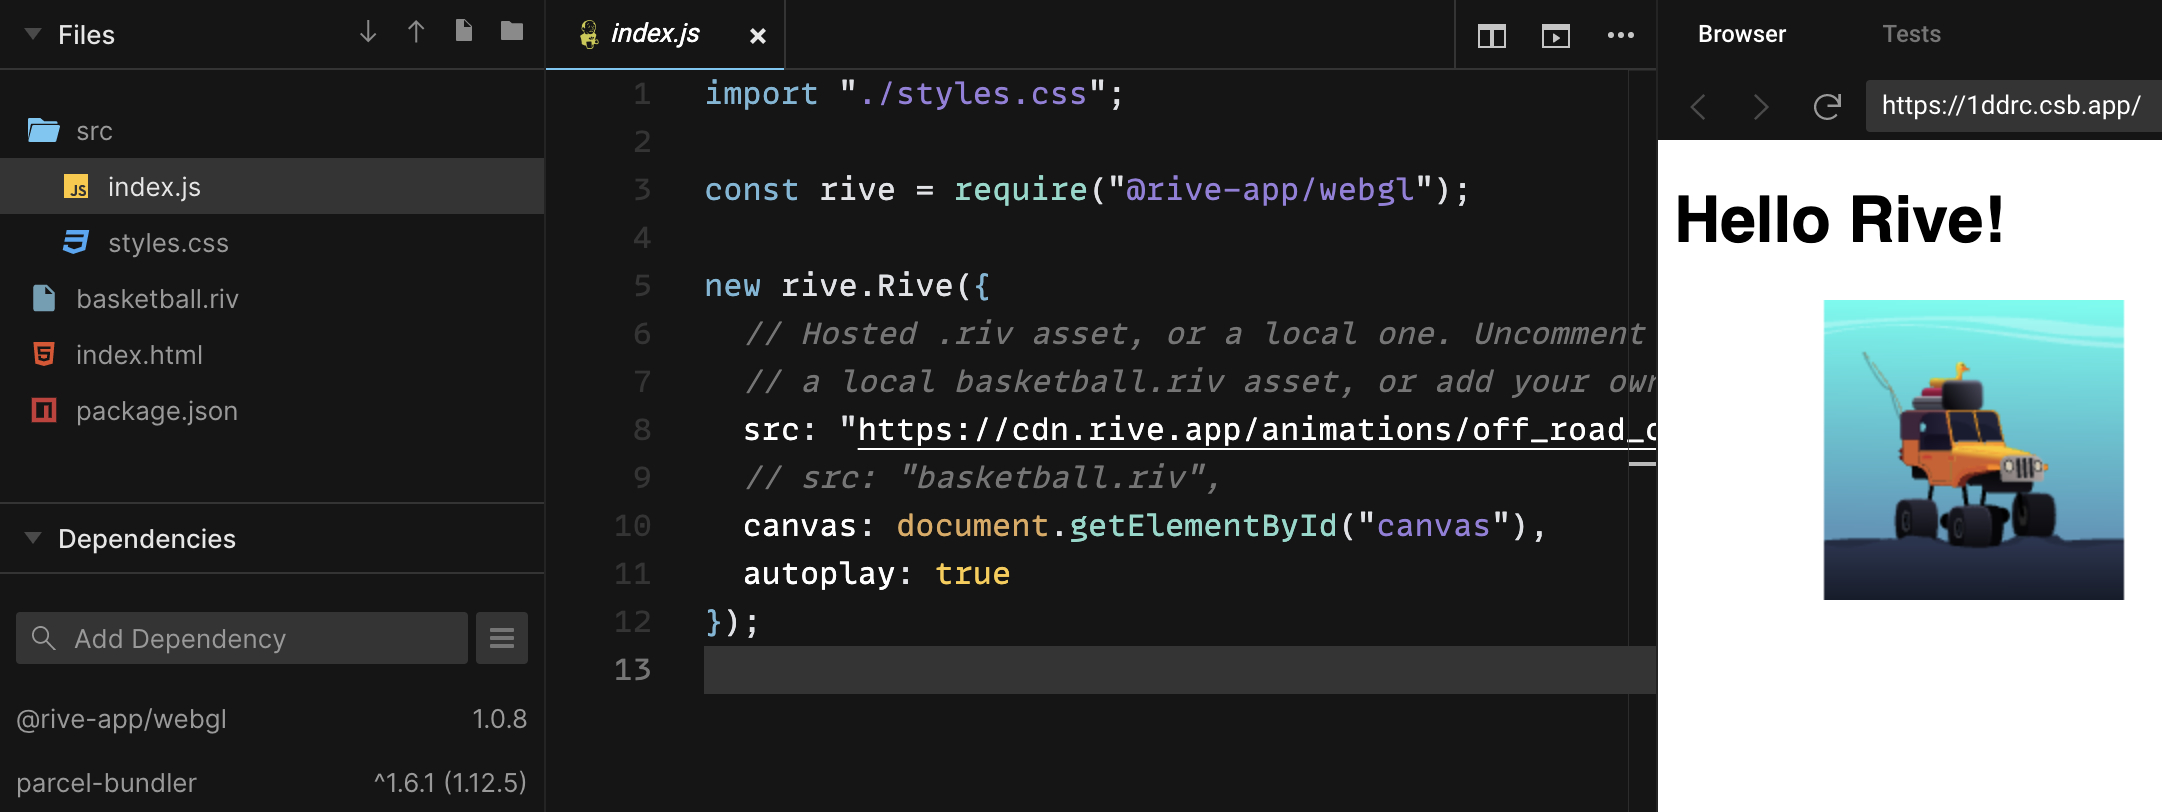 Files
src
JS index.js
styles.css
basketball.riv
index.html
package.json
Dependencies
Add Dependency
@rive-app/webgl 1.0.8
parcel-bundler ^1.6.1 (1.12.5)
index.js
1 import "./styles.css";
2
3 const rive = require("@rive-app/webgl");
4
5 new rive.Rive({
6 // Hosted .riv asset, or a local one. Uncomment
7 // a local basketball.riv asset, or add your own
8 src: "https://cdn.rive.app/animations/off_road_c
9 // src: "basketball.riv",
10 canvas: document.getElementById("canvas"),
11 autoplay: true
12 });
13
Browser Tests
https://1ddrc.csb.app/
Hello Rive!